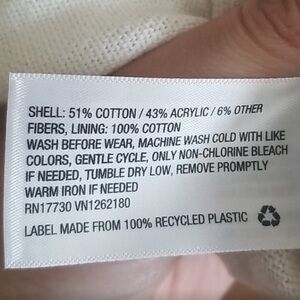 SHELL: 51% COTTON / 43% ACRYLIC / 6% OTHER
FIBERS, LINING: 100% COTTON
WASH BEFORE WEAR, MACHINE WASH COLD WITH LIKE
COLORS, GENTLE CYCLE, ONLY NON-CHLORINE BLEACH
IF NEEDED, TUMBLE DRY LOW, REMOVE PROMPTLY
WARM IRON IF NEEDED
RN17730 VN1262180
LABEL MADE FROM 100% RECYCLED PLASTIC